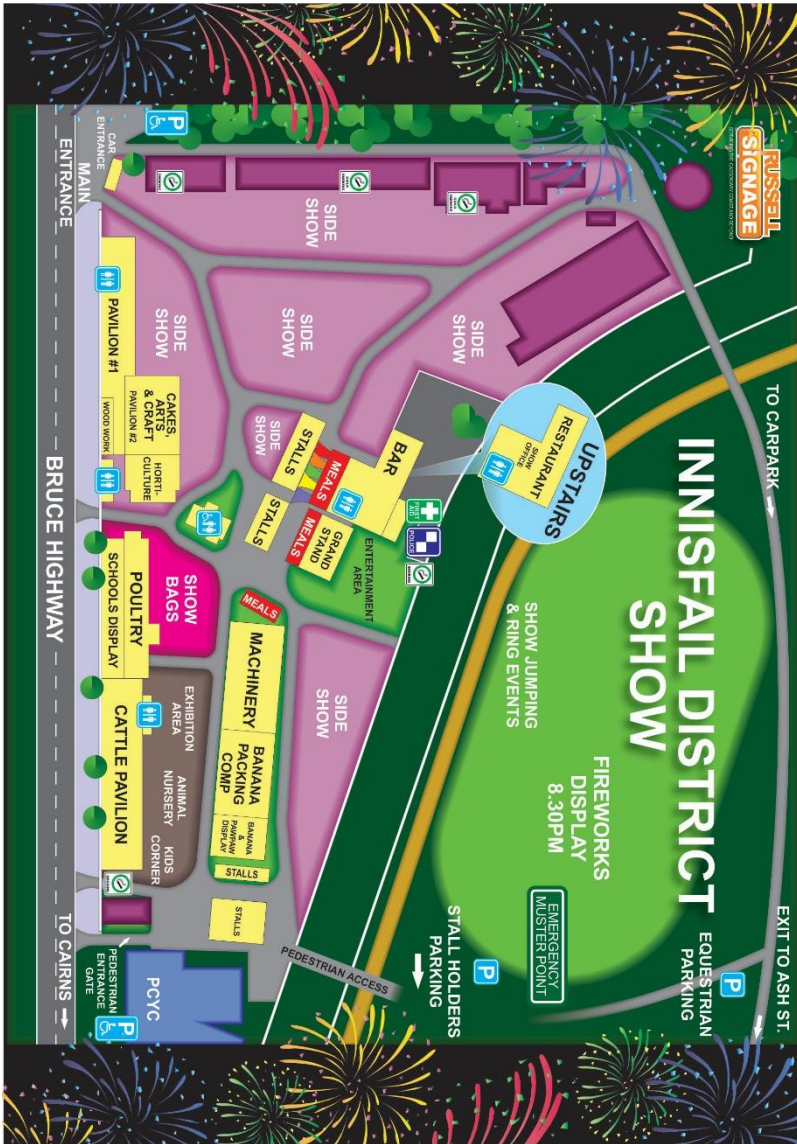 RUSSELL
SIGNAGE
INNISFAIL DISTRICT
SHOW
TO CARPARK
EXIT TO ASH ST.
EQUESTRIAN
PARKING
P
FIREWORKS
DISPLAY
8.30PM
EMERGENCY
MUSTER POINT
SHOW JUMPING
& RING EVENTS
STALL HOLDERS
PARKING
P
UPSTAIRS
RESTAURANT
SHOW
OFFICE
PEDESTRIAN ACCESS
P
CAR
ENTRANCE
MAIN
ENTRANCE
SIDE
SHOW
SIDE
SHOW
SIDE
SHOW
SIDE
SHOW
SIDE
SHOW
SIDE
SHOW
BAR
FIRST
AID
POLICE
STALLS
MEALS
STALLS
MEALS
GRAND
STAND
ENTERTAINMENT
AREA
PAVILION #1
CAKES,
ARTS
& CRAFT
PAVILION #2
WOOD WORK
HORTI-
CULTURE
SHOW
BAGS
POULTRY
SCHOOLS DISPLAY
MEALS
MACHINERY
BANANA
PACKING
COMP
BANANA
&
PAWPAW
DISPLAY
STALLS
STALLS
EXHIBITION
AREA
ANIMAL
NURSERY
KIDS
CORNER
CATTLE PAVILION
PEDESTRIAN
ENTRANCE
GATE
PCYC
P
BRUCE HIGHWAY
TO CAIRNS